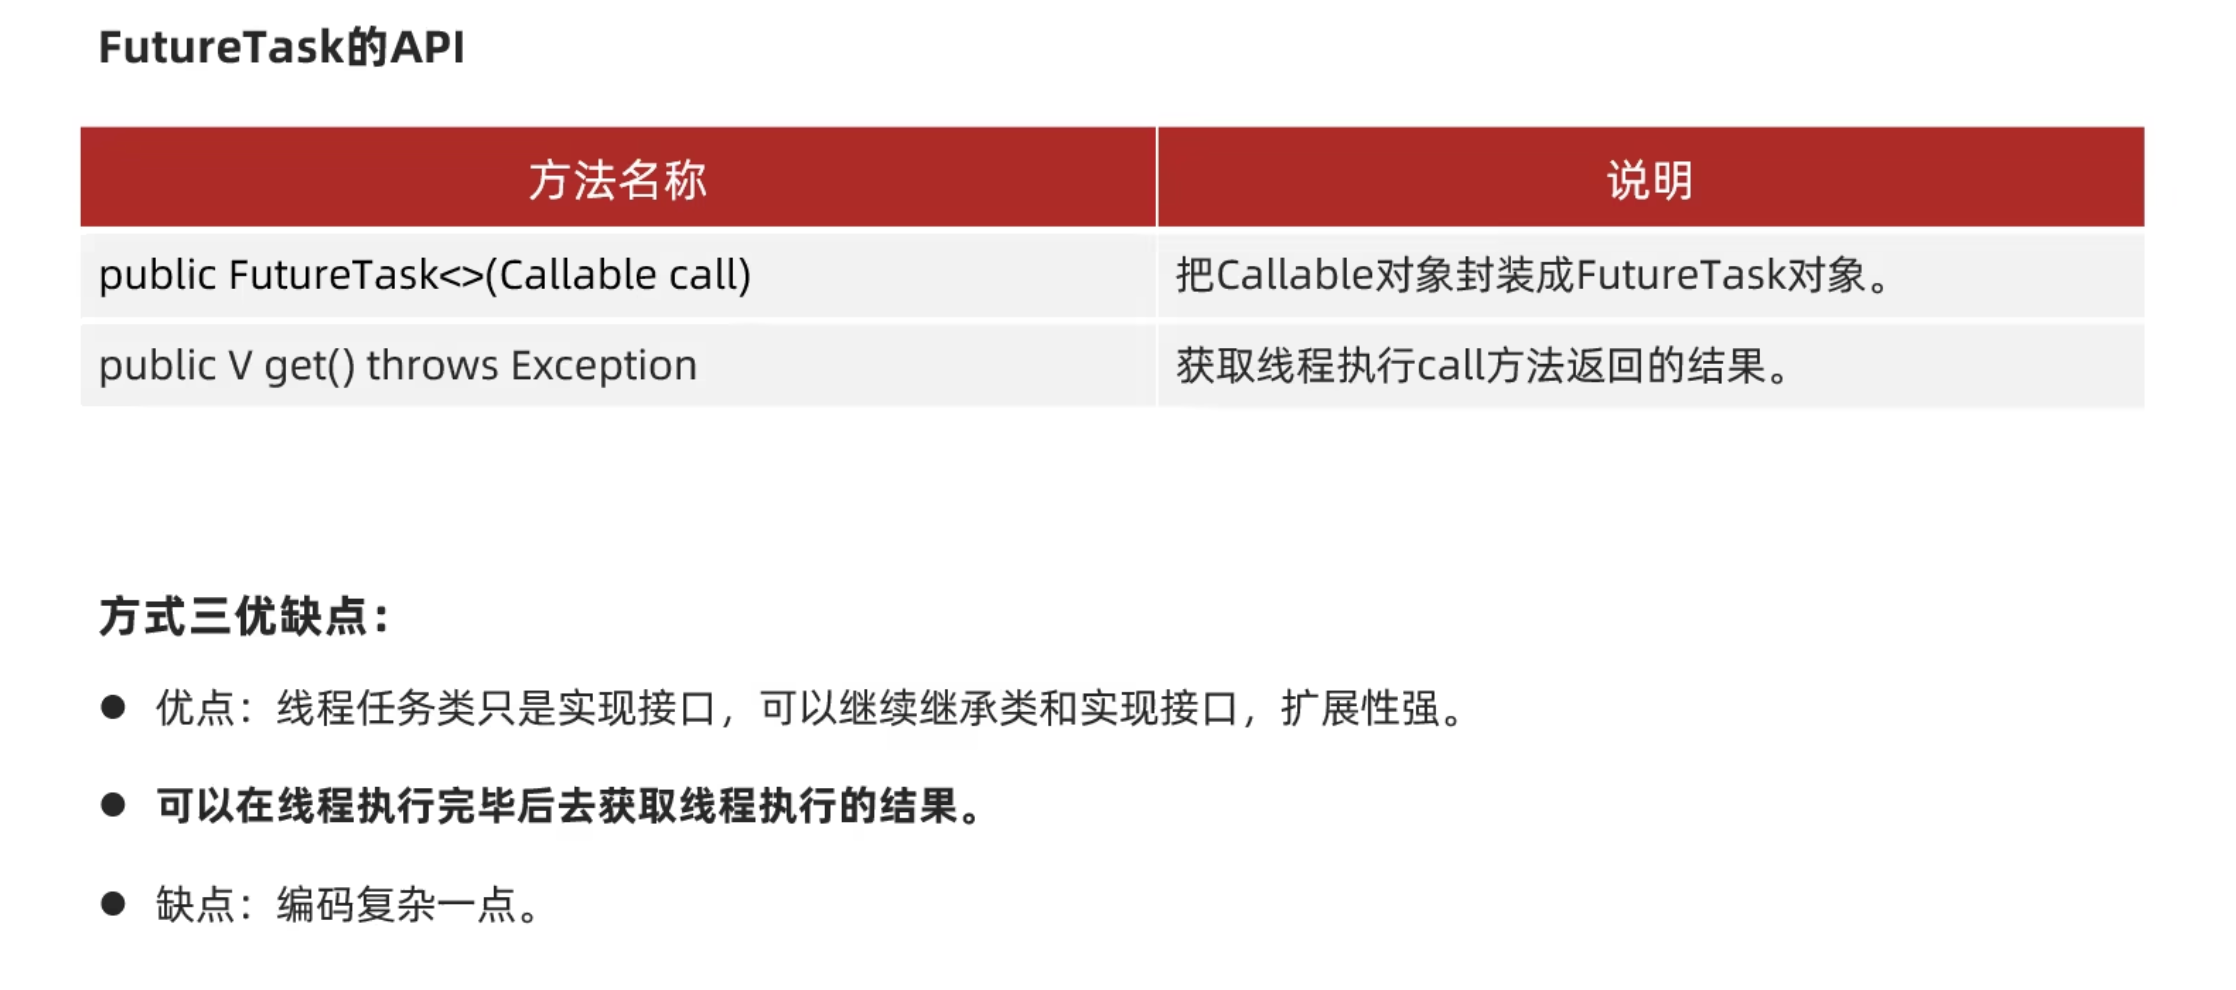 FutureTask的API
方法名称 说明
public FutureTask<>(Callable call) 把Callable对象封装成FutureTask对象。
public V get() throws Exception 获取线程执行call方法返回的结果。
方式三优缺点：
● 优点：线程任务类只是实现接口，可以继续继承类和实现接口，扩展性强。
● 可以在线程执行完毕后去获取线程执行的结果。
● 缺点：编码复杂一点。